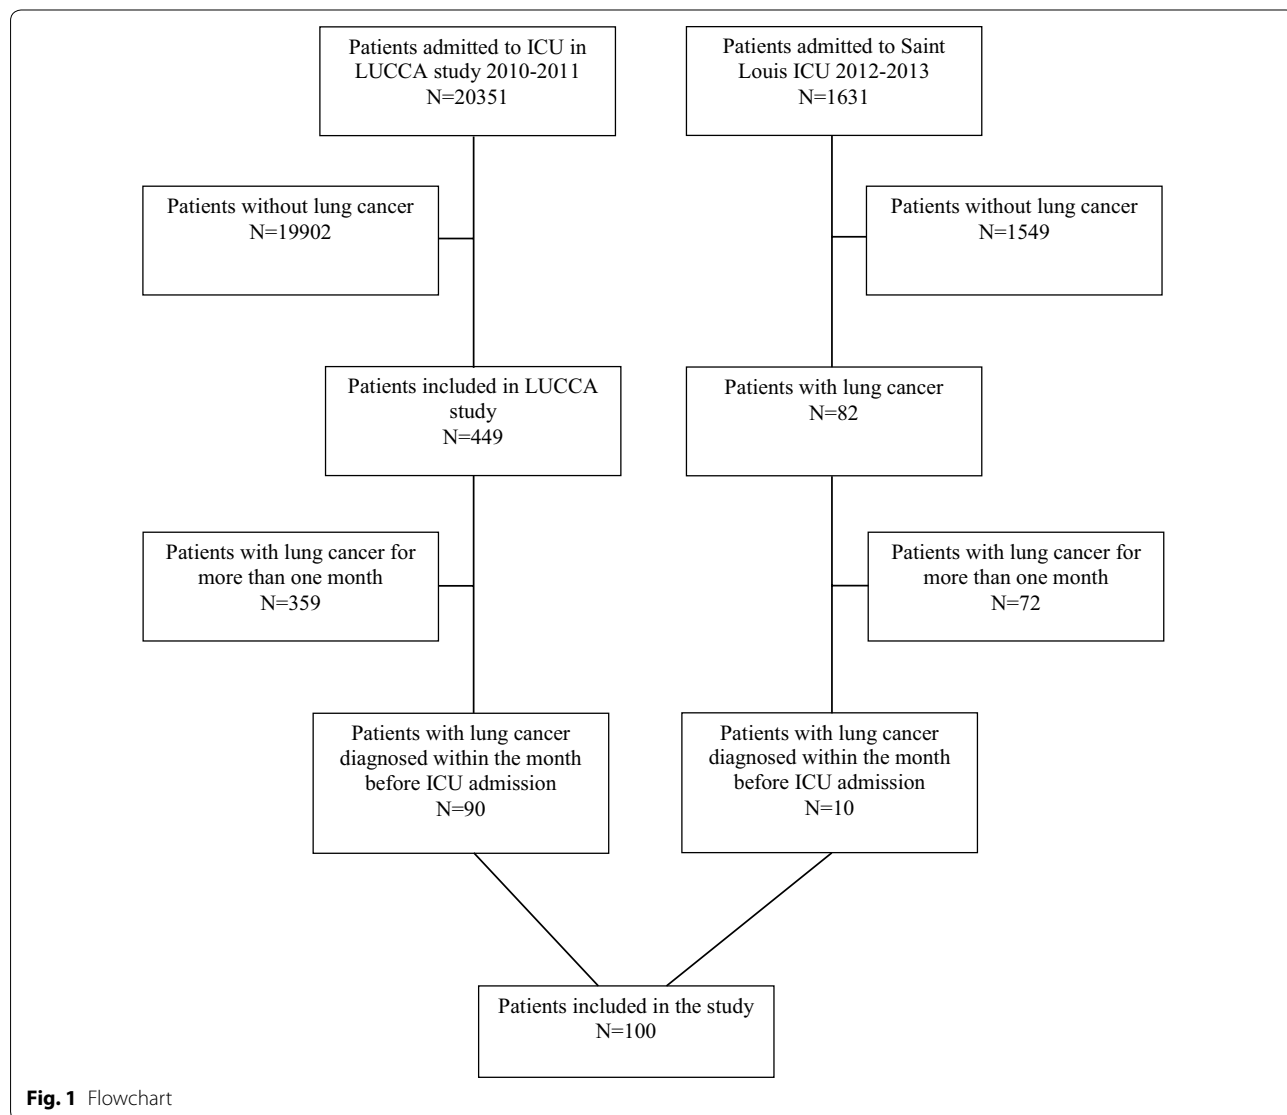 Patients admitted to ICU in
LUCCA study 2010-2011
N=20351
Patients admitted to Saint
Louis ICU 2012-2013
N=1631
Patients without lung cancer
N=19902
Patients without lung cancer
N=1549
Patients included in LUCCA
study
N=449
Patients with lung cancer
N=82
Patients with lung cancer for
more than one month
N=359
Patients with lung cancer for
more than one month
N=72
Patients with lung cancer
diagnosed within the month
before ICU admission
N=90
Patients with lung cancer
diagnosed within the month
before ICU admission
N=10
Patients included in the study
N=100
Fig. 1 Flowchart